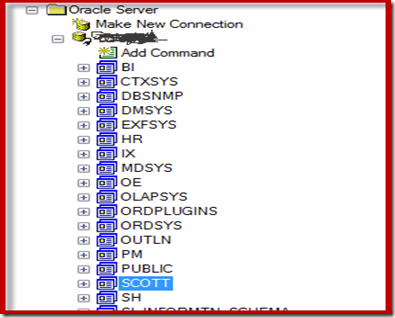 Oracle Server
Make New Connection
Add Command
BI
CTXSYS
DBSNMP
DMSYS
EXFSYS
HR
IX
MDSYS
OE
OLAPSYS
ORDPLUGINS
ORDSYS
OUTLN
PM
PUBLIC
SCOTT
SH
SI_INFORMTN_SCHEMA